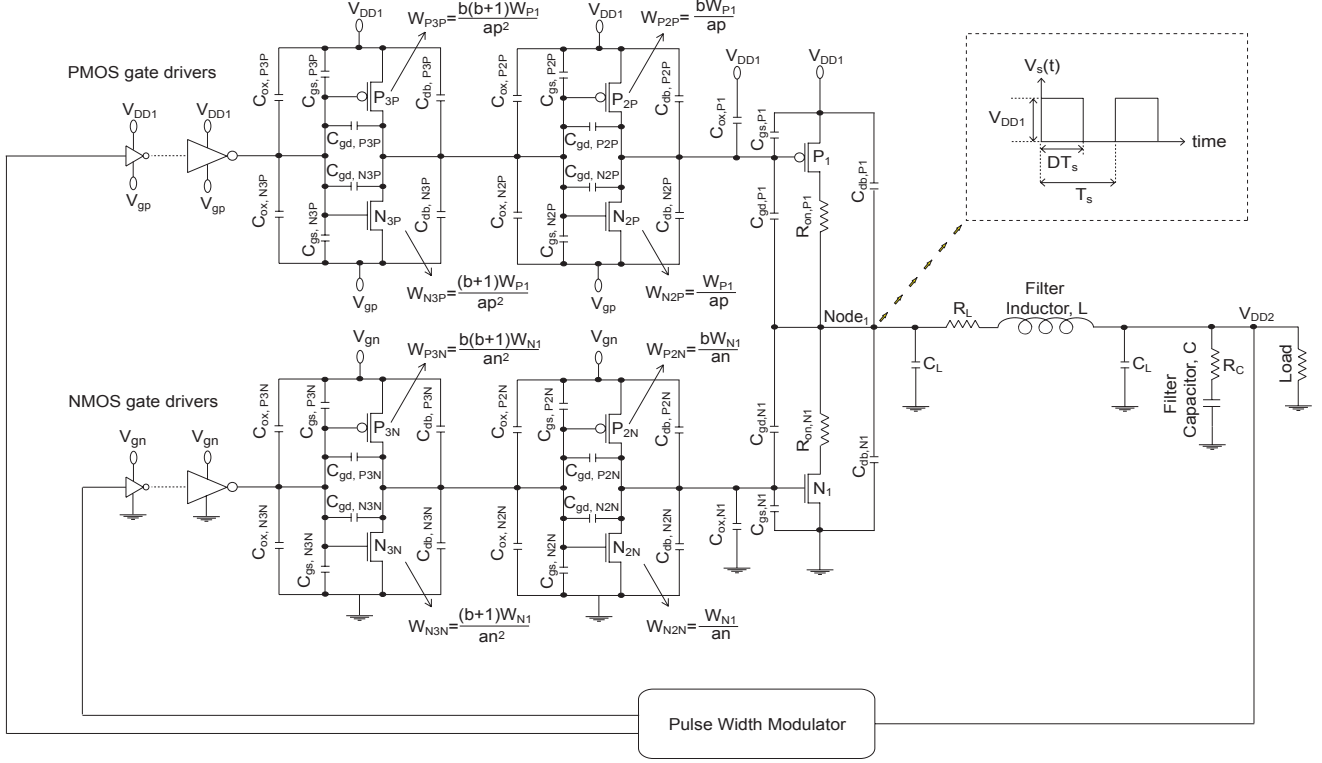 PMOS gate drivers
V_DD1 V_DD1
V_gp V_gp
C_ox, P3P
C_gs, P3P
V_DD1
P_3P
C_gd, P3P
C_gd, N3P
N_3P
C_ox, N3P
C_gs, N3P
C_db, P3P
C_db, N3P
V_gp
W_P3P=b(b+1)W_P1
ap²
W_N3P=(b+1)W_P1
ap²
C_ox, P2P
C_gs, P2P
V_DD1
P_2P
C_gd, P2P
C_gd, N2P
N_2P
C_ox, N2P
C_gs, N2P
C_db, P2P
C_db, N2P
V_gp
W_P2P=bW_P1
ap
W_N2P=W_P1
ap
V_DD1
C_ox,P1
V_DD1
C_gs,P1
P_1
C_gd,P1
R_on,P1
C_db,P1
V_s(t)
V_DD1
time
DT_s
T_s
Node_1
R_L
Filter
Inductor, L
V_DD2
C_L
C_L
Filter
Capacitor, C
R_C
Load
NMOS gate drivers
V_gn V_gn
C_ox, P3N
C_gs, P3N
V_gn
P_3N
C_gd, P3N
C_gd, N3N
N_3N
C_ox, N3N
C_gs, N3N
C_db, P3N
C_db, N3N
W_P3N=b(b+1)W_N1
an²
W_N3N=(b+1)W_N1
an²
C_ox, P2N
C_gs, P2N
V_gn
P_2N
C_gd, P2N
C_gd, N2N
N_2N
C_ox, N2N
C_gs, N2N
C_db, P2N
C_db, N2N
W_P2N=bW_N1
an
W_N2N=W_N1
an
C_gd,N1
R_on,N1
C_db,N1
N_1
C_ox,N1
C_gs,N1
Pulse Width Modulator